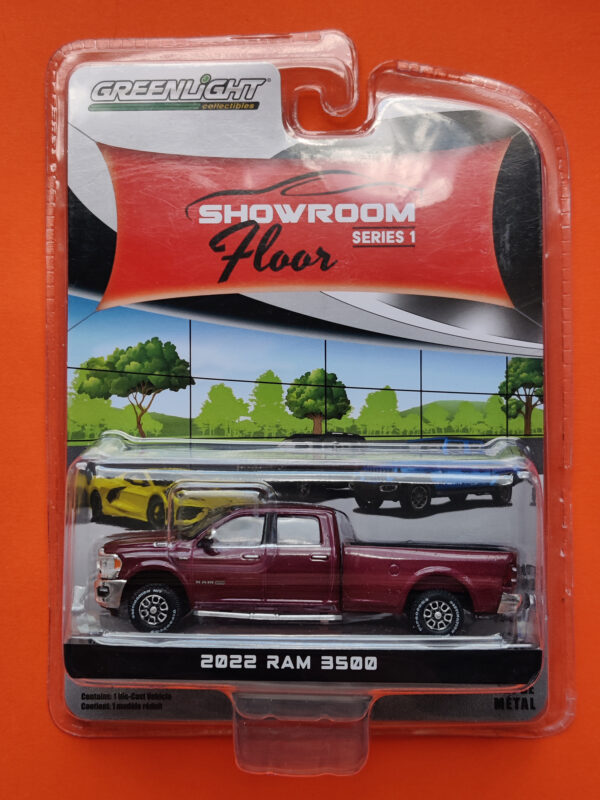 GREENLIGHT
collectibles
SHOWROOM
Floor
SERIES 1
RAM
2022 RAM 3500
Contains: 1 Die-Cast Vehicle
Contient: 1 modèle réduit
MÉTAL